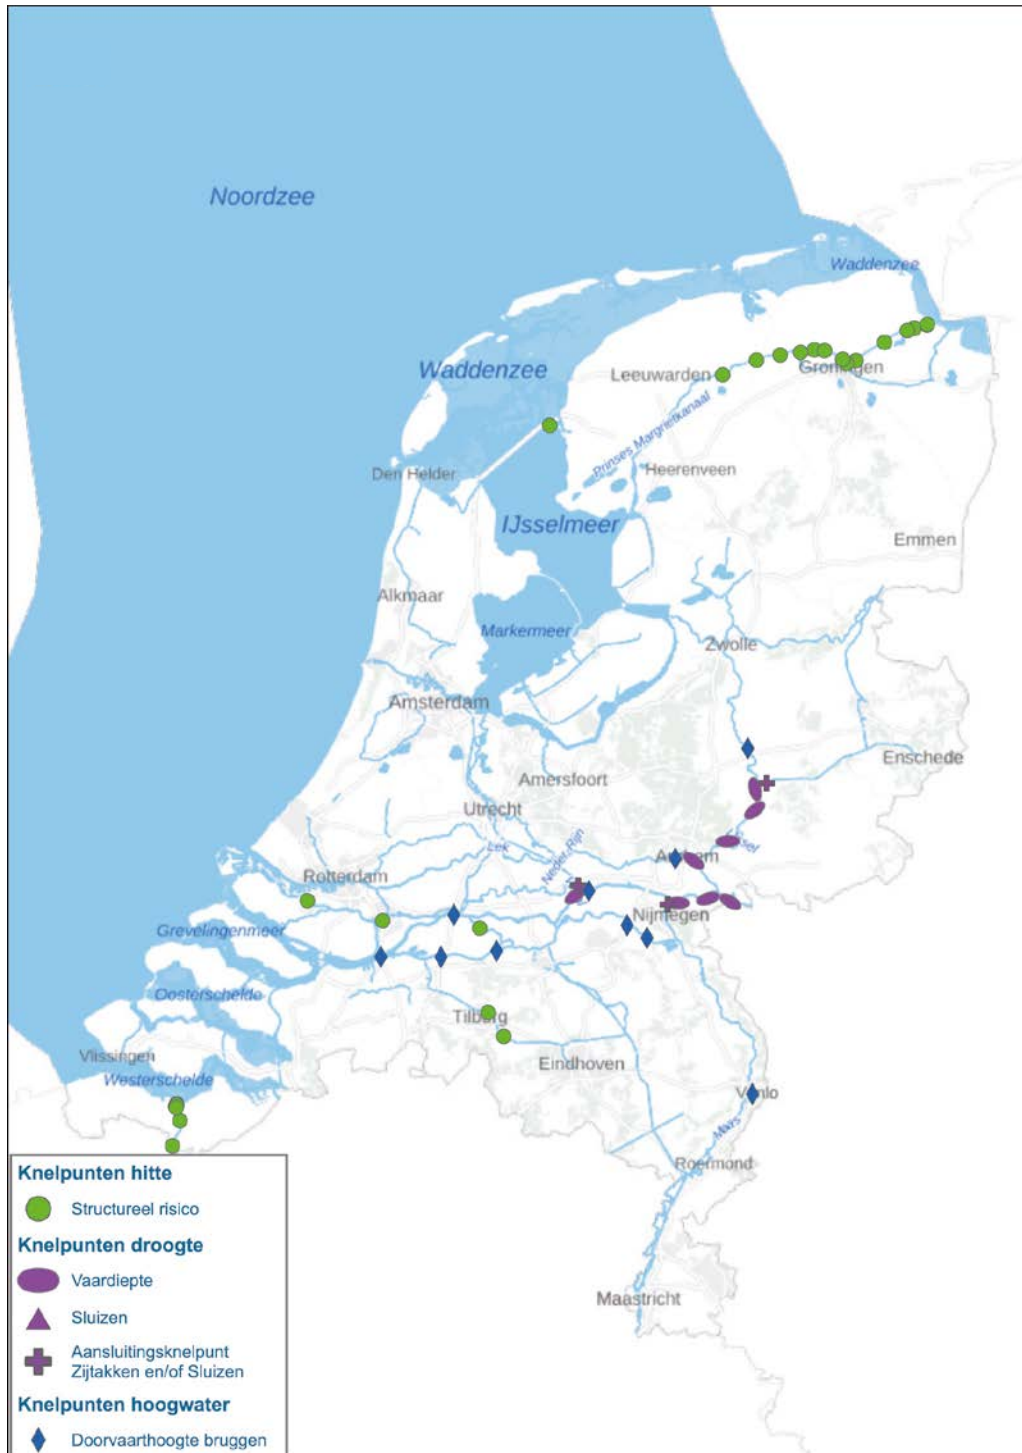 Noordzee
Waddenzee
Waddenzee
Leeuwarden
Groningen
Prinses Margrietkanaal
Den Helder
Heerenveen
IJsselmeer
Emmen
Alkmaar
Markermeer
Zwolle
Amsterdam
Enschede
Amersfoort
Utrecht
Lek
Neder-Rijn
Rotterdam
Nijmegen
Grevelingenmeer
Oosterschelde
Tilburg
Vlissingen
Eindhoven
Westerschelde
Venlo
Maas
Roermond
Maastricht
Knelpunten hitte
Structureel risico
Knelpunten droogte
Vaardiepte
Sluizen
Aansluitingsknelpunt
Zijtakken en/of Sluizen
Knelpunten hoogwater
Doorvaarthoogte bruggen